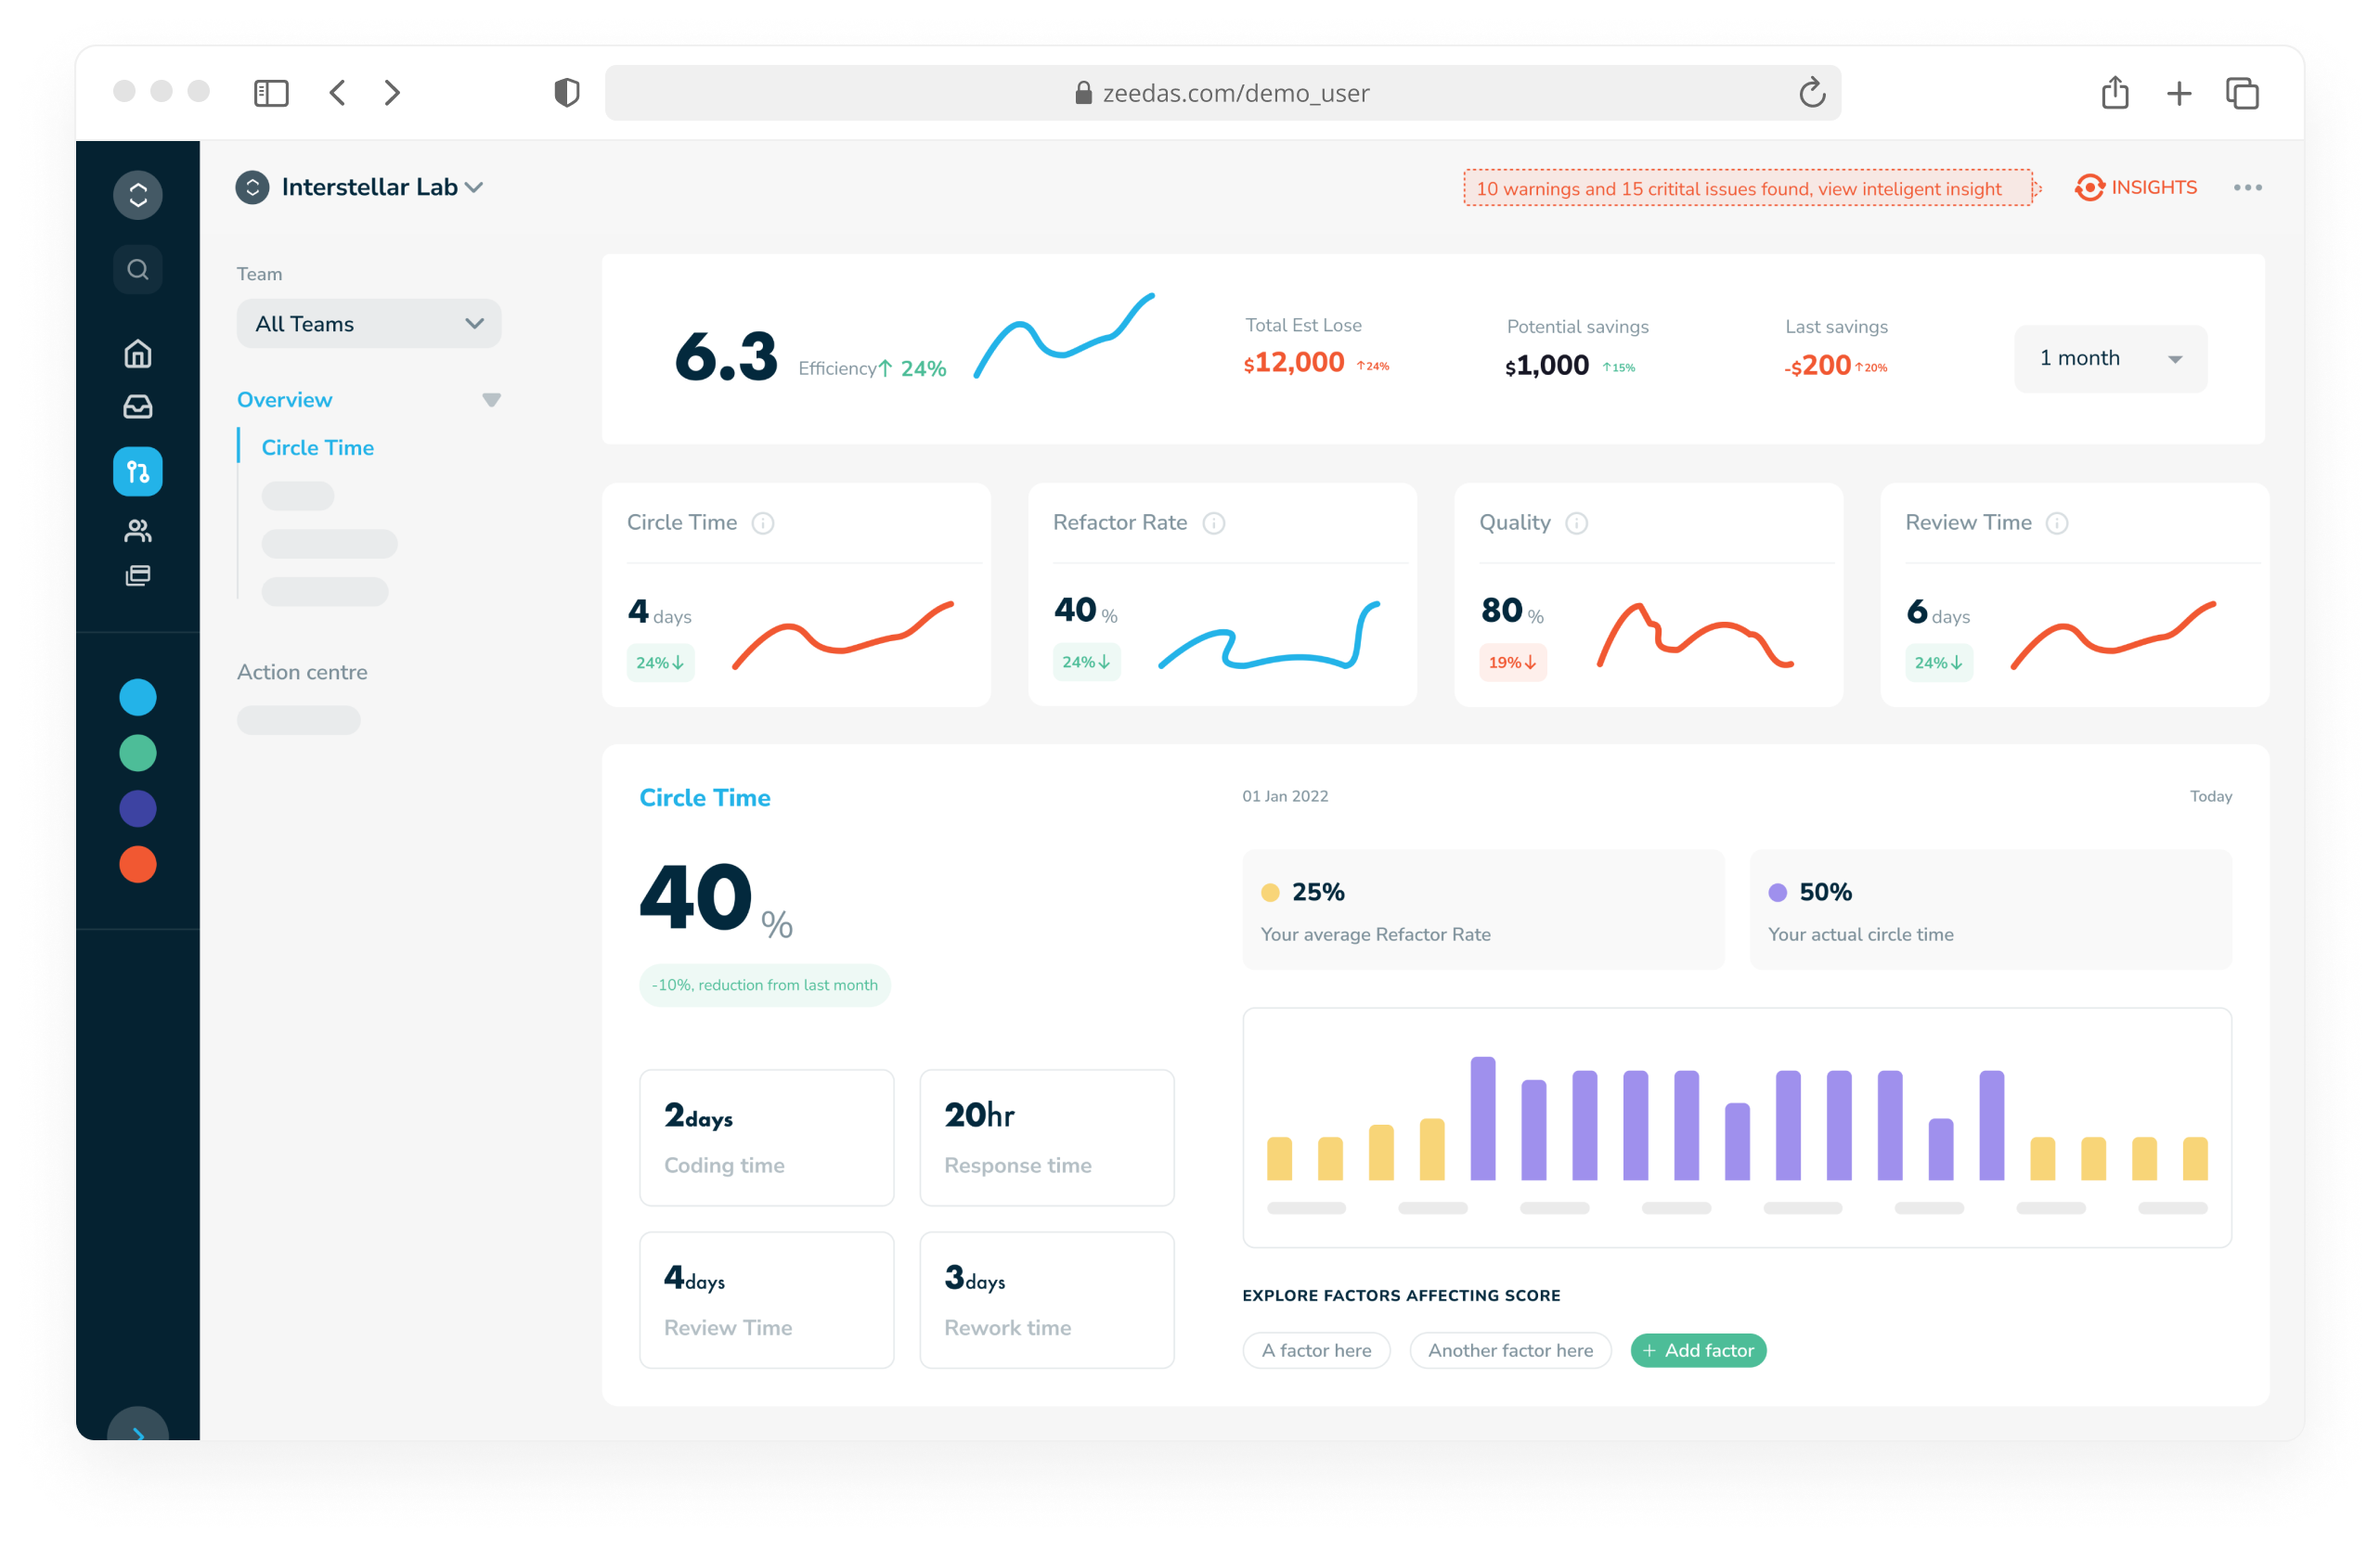 zeedas.com/demo_user
Interstellar Lab
10 warnings and 15 critital issues found, view inteligent insight
INSIGHTS
Team
All Teams
Overview
Circle Time
Action centre
6.3 Efficiency↑ 24%
Total Est Lose
$12,000 ↑24%
Potential savings
$1,000 ↑15%
Last savings
-$200 ↑20%
1 month
Circle Time
4 days
24%↓
Refactor Rate
40 %
24%↓
Quality
80 %
19%↓
Review Time
6 days
24%↓
Circle Time
40 %
-10%, reduction from last month
2days
Coding time
20hr
Response time
4days
Review Time
3days
Rework time
01 Jan 2022
Today
25%
Your average Refactor Rate
50%
Your actual circle time
EXPLORE FACTORS AFFECTING SCORE
A factor here
Another factor here
+ Add factor